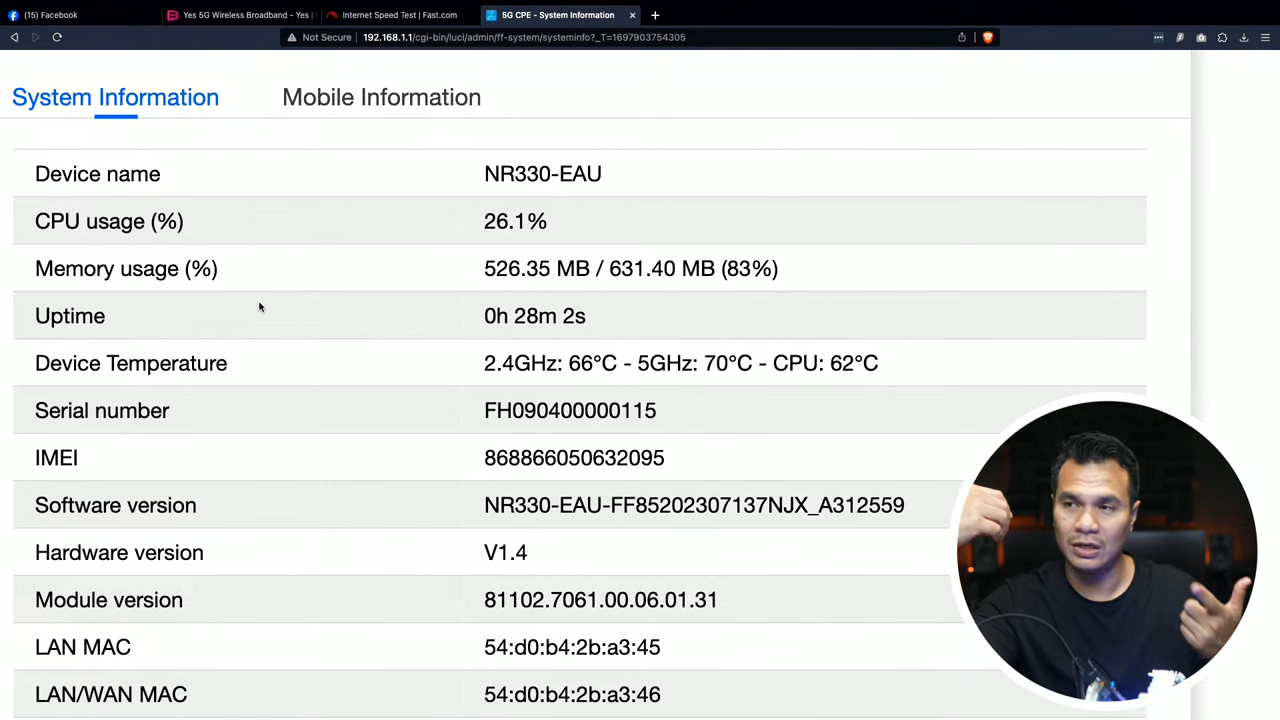 (15) Facebook
Yes 5G Wireless Broadband - Yes |
Internet Speed Test | Fast.com
5G CPE - System Information
Not Secure 192.168.1.1/cgi-bin/luci/admin/ff-system/systeminfo?_T=1697903754305
System Information Mobile Information
Device name NR330-EAU
CPU usage (%) 26.1%
Memory usage (%) 526.35 MB / 631.40 MB (83%)
Uptime 0h 28m 2s
Device Temperature 2.4GHz: 66°C - 5GHz: 70°C - CPU: 62°C
Serial number FH090400000115
IMEI 868866050632095
Software version NR330-EAU-FF85202307137NJX_A312559
Hardware version V1.4
Module version 81102.7061.00.06.01.31
LAN MAC 54:d0:b4:2b:a3:45
LAN/WAN MAC 54:d0:b4:2b:a3:46